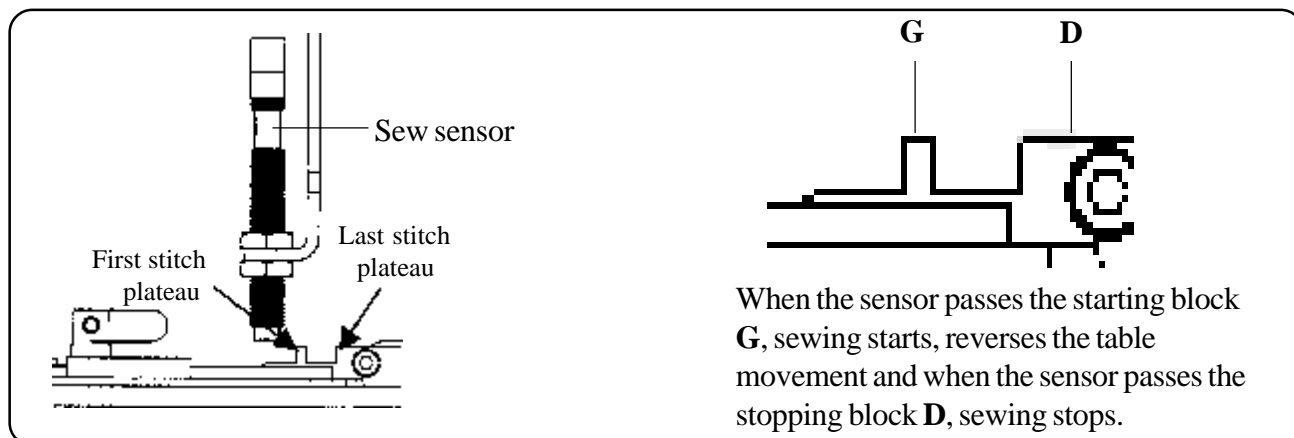 Sew sensor
Last stitch
plateau
First stitch
plateau
G
D
When the sensor passes the starting block
G, sewing starts, reverses the table
movement and when the sensor passes the
stopping block D, sewing stops.